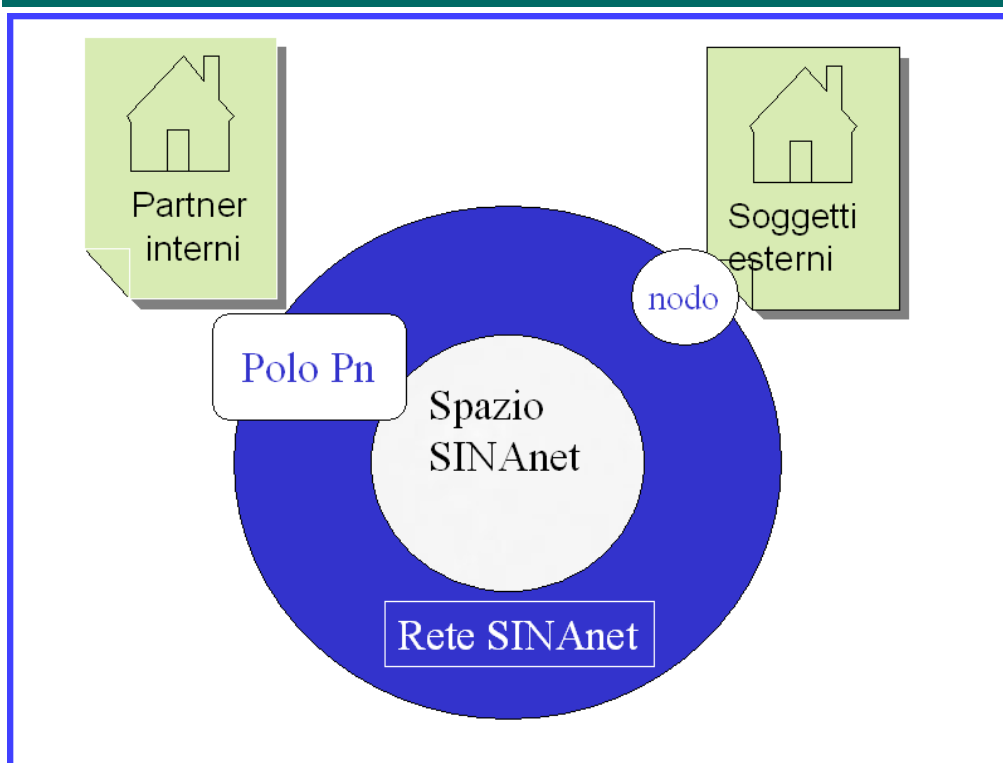 Partner
interni
Soggetti
esterni
nodo
Polo Pn
Spazio
SINAnet
Rete SINAnet